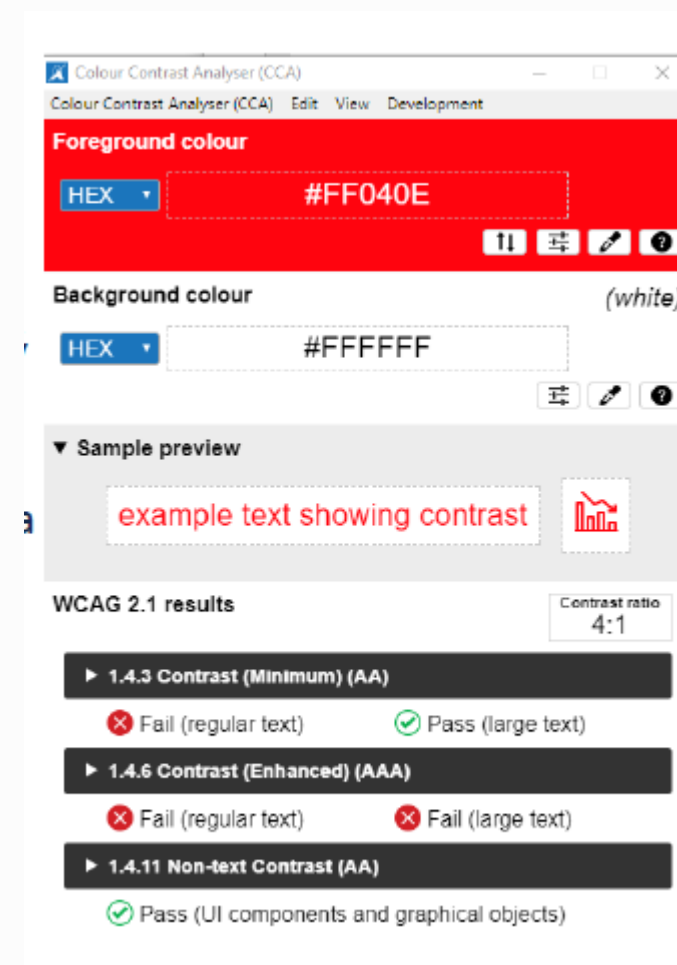 Colour Contrast Analyser (CCA)
Colour Contrast Analyser (CCA) Edit View Development
Foreground colour
HEX #FF040E
Background colour (white)
HEX #FFFFFF
Sample preview
example text showing contrast
a
WCAG 2.1 results
Contrast ratio
4:1
1.4.3 Contrast (Minimum) (AA)
Fail (regular text) Pass (large text)
1.4.6 Contrast (Enhanced) (AAA)
Fail (regular text) Fail (large text)
1.4.11 Non-text Contrast (AA)
Pass (UI components and graphical objects)